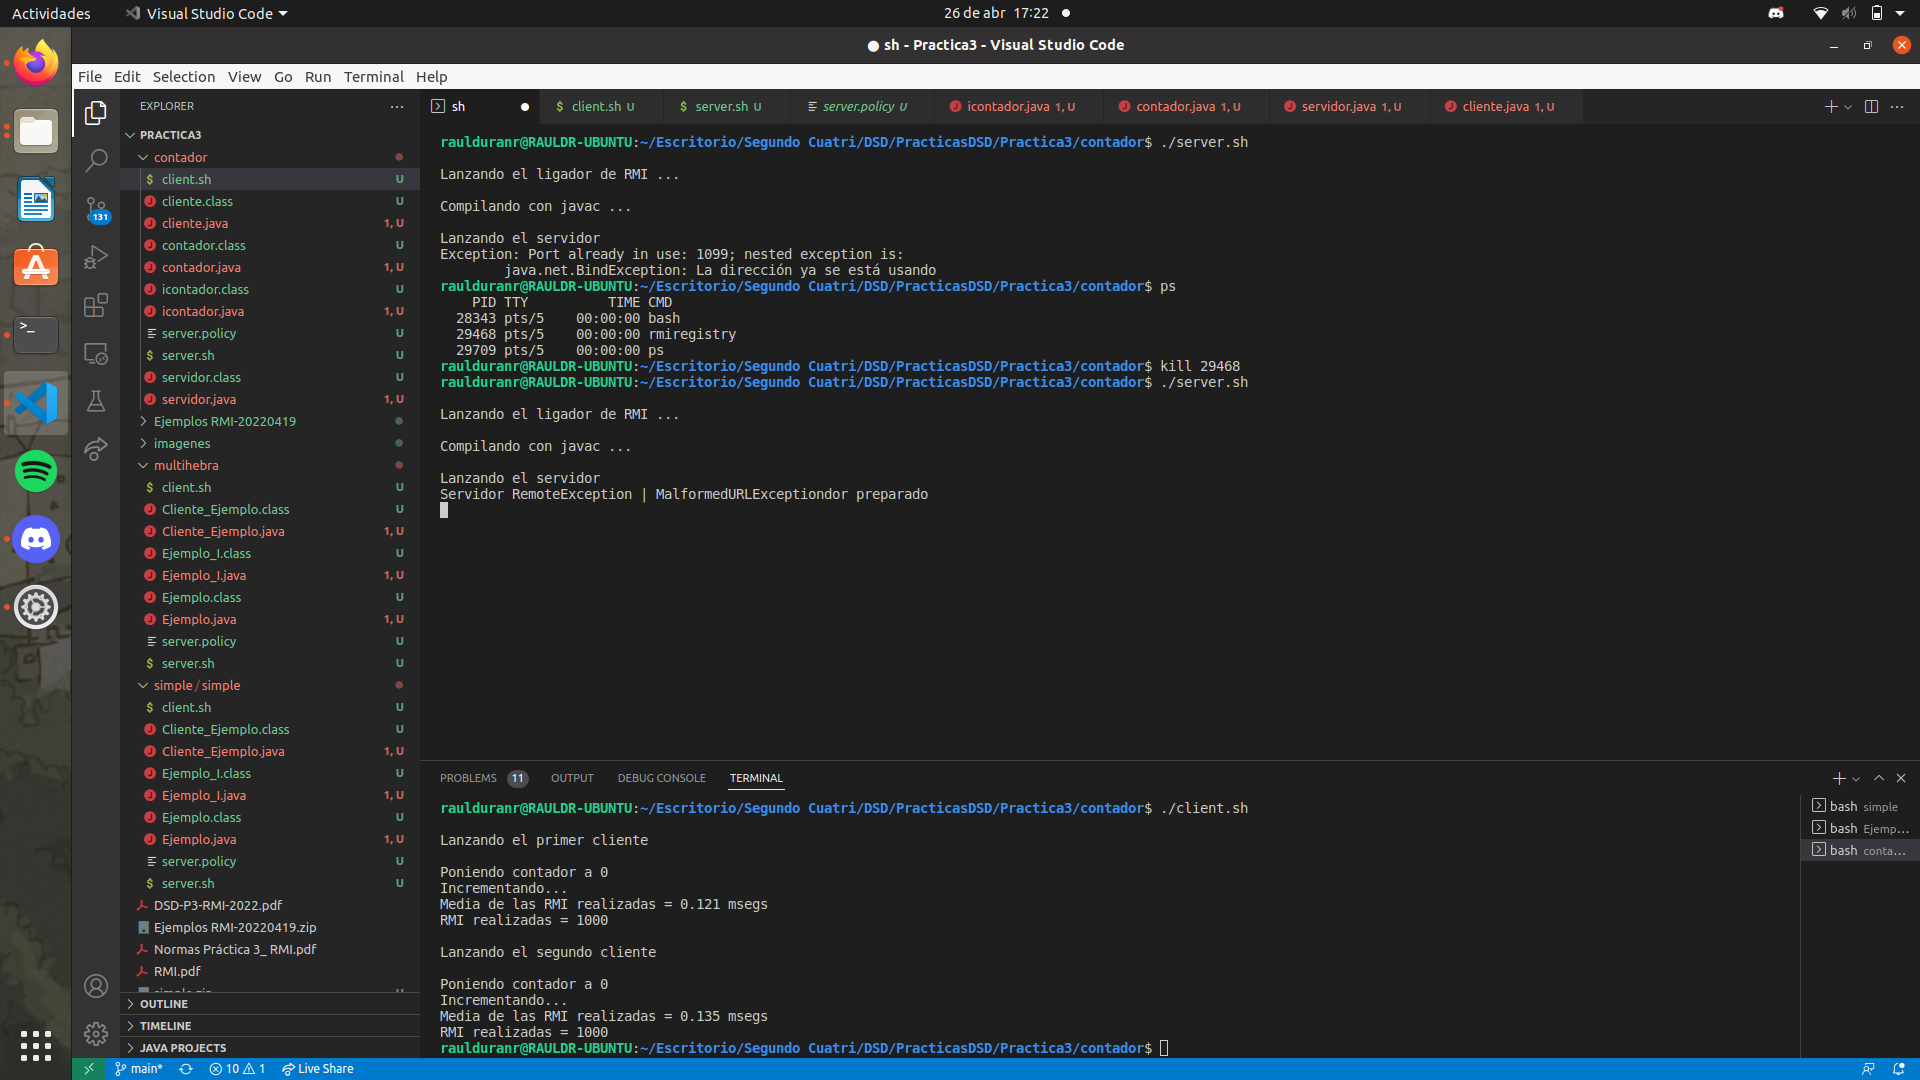 Actividades
Visual Studio Code
26 de abr 17:22
sh - Practica3 - Visual Studio Code
File Edit Selection View Go Run Terminal Help
EXPLORER
PRACTICA3
contador
client.sh U
cliente.class U
cliente.java 1, U
contador.class U
contador.java 1, U
icontador.class U
icontador.java 1, U
server.policy U
server.sh U
servidor.class U
servidor.java 1, U
Ejemplos RMI-20220419
imagenes
multihebra
client.sh U
Cliente_Ejemplo.class U
Cliente_Ejemplo.java 1, U
Ejemplo_I.class U
Ejemplo_I.java 1, U
Ejemplo.class U
Ejemplo.java 1, U
server.policy U
server.sh U
simple/simple
client.sh U
Cliente_Ejemplo.class U
Cliente_Ejemplo.java 1, U
Ejemplo_I.class U
Ejemplo_I.java 1, U
Ejemplo.class U
Ejemplo.java 1, U
server.policy U
server.sh U
DSD-P3-RMI-2022.pdf
Ejemplos RMI-20220419.zip
Normas Práctica 3_ RMI.pdf
RMI.pdf
OUTLINE
TIMELINE
JAVA PROJECTS
131
sh
client.sh U
server.sh U
server.policy U
icontador.java 1, U
contador.java 1, U
servidor.java 1, U
cliente.java 1, U
raulduranr@RAULDR-UBUNTU:~/Escritorio/Segundo Cuatri/DSD/PracticasDSD/Practica3/contador$ ./server.sh
Lanzando el ligador de RMI ...
Compilando con javac ...
Lanzando el servidor
Exception: Port already in use: 1099; nested exception is:
java.net.BindException: La dirección ya se está usando
raulduranr@RAULDR-UBUNTU:~/Escritorio/Segundo Cuatri/DSD/PracticasDSD/Practica3/contador$ ps
PID TTY TIME CMD
28343 pts/5 00:00:00 bash
29468 pts/5 00:00:00 rmiregistry
29709 pts/5 00:00:00 ps
raulduranr@RAULDR-UBUNTU:~/Escritorio/Segundo Cuatri/DSD/PracticasDSD/Practica3/contador$ kill 29468
raulduranr@RAULDR-UBUNTU:~/Escritorio/Segundo Cuatri/DSD/PracticasDSD/Practica3/contador$ ./server.sh
Lanzando el ligador de RMI ...
Compilando con javac ...
Lanzando el servidor
Servidor RemoteException | MalformedURLExceptiondor preparado
PROBLEMS 11 OUTPUT DEBUG CONSOLE TERMINAL
raulduranr@RAULDR-UBUNTU:~/Escritorio/Segundo Cuatri/DSD/PracticasDSD/Practica3/contador$ ./client.sh
Lanzando el primer cliente
Poniendo contador a 0
Incrementando...
Media de las RMI realizadas = 0.121 msegs
RMI realizadas = 1000
Lanzando el segundo cliente
Poniendo contador a 0
Incrementando...
Media de las RMI realizadas = 0.135 msegs
RMI realizadas = 1000
raulduranr@RAULDR-UBUNTU:~/Escritorio/Segundo Cuatri/DSD/PracticasDSD/Practica3/contador$
bash simple
bash Ejemp...
bash conta...
main* 10 1 Live Share